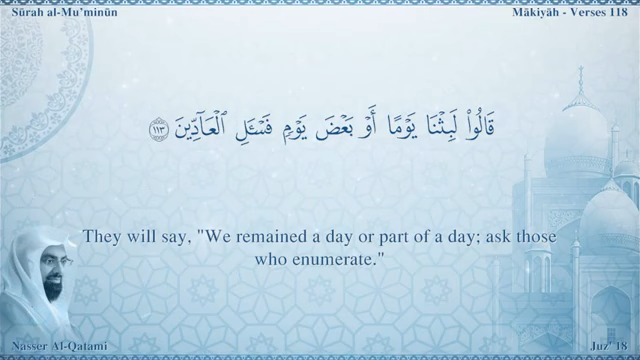 Sūrah al-Mu’minūn
Mākiyāh - Verses 118
قَالُوا۟ لَبِثْنَا يَوْمًا أَوْ بَعْضَ يَوْمٍ فَسْـَٔلِ ٱلْعَآدِّينَ ١١٣
They will say, "We remained a day or part of a day; ask those
who enumerate."
Nasser Al-Qatami
Juz' 18